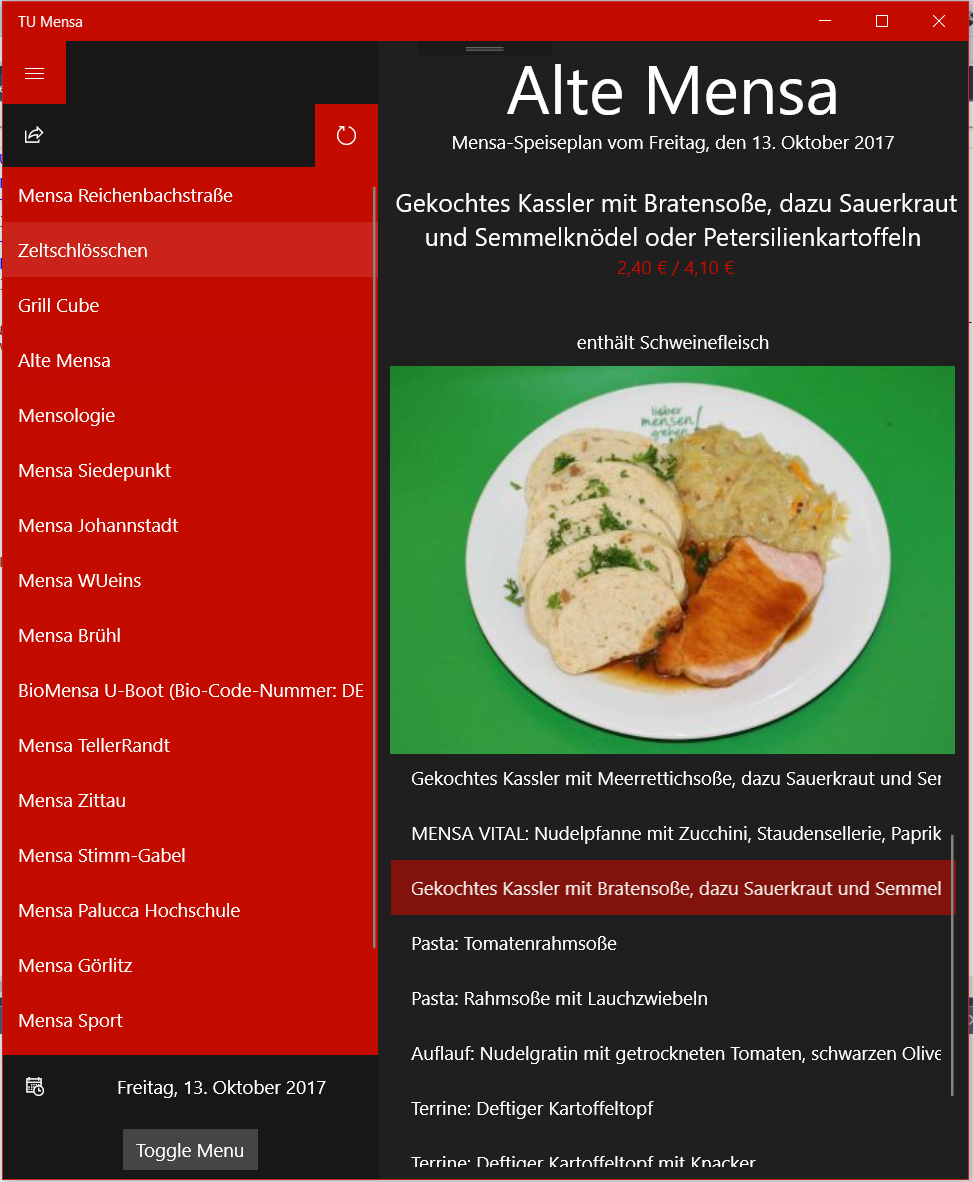 TU Mensa
Mensa Reichenbachstraße
Zeltschlösschen
Grill Cube
Alte Mensa
Mensologie
Mensa Siedepunkt
Mensa Johannstadt
Mensa WUeins
Mensa Brühl
BioMensa U-Boot (Bio-Code-Nummer: DE
Mensa TellerRandt
Mensa Zittau
Mensa Stimm-Gabel
Mensa Palucca Hochschule
Mensa Görlitz
Mensa Sport
Freitag, 13. Oktober 2017
Toggle Menu
Alte Mensa
Mensa-Speiseplan vom Freitag, den 13. Oktober 2017
Gekochtes Kassler mit Bratensoße, dazu Sauerkraut
und Semmelknödel oder Petersilienkartoffeln
2,40 € / 4,10 €
enthält Schweinefleisch
lieber
mensen
gehen!
Gekochtes Kassler mit Meerrettichsoße, dazu Sauerkraut und Ser
MENSA VITAL: Nudelpfanne mit Zucchini, Staudensellerie, Paprik
Gekochtes Kassler mit Bratensoße, dazu Sauerkraut und Semmel
Pasta: Tomatenrahmsoße
Pasta: Rahmsoße mit Lauchzwiebeln
Auflauf: Nudelgratin mit getrockneten Tomaten, schwarzen Olive
Terrine: Deftiger Kartoffeltopf
Terrine: Deftiger Kartoffeltopf mit Knacker